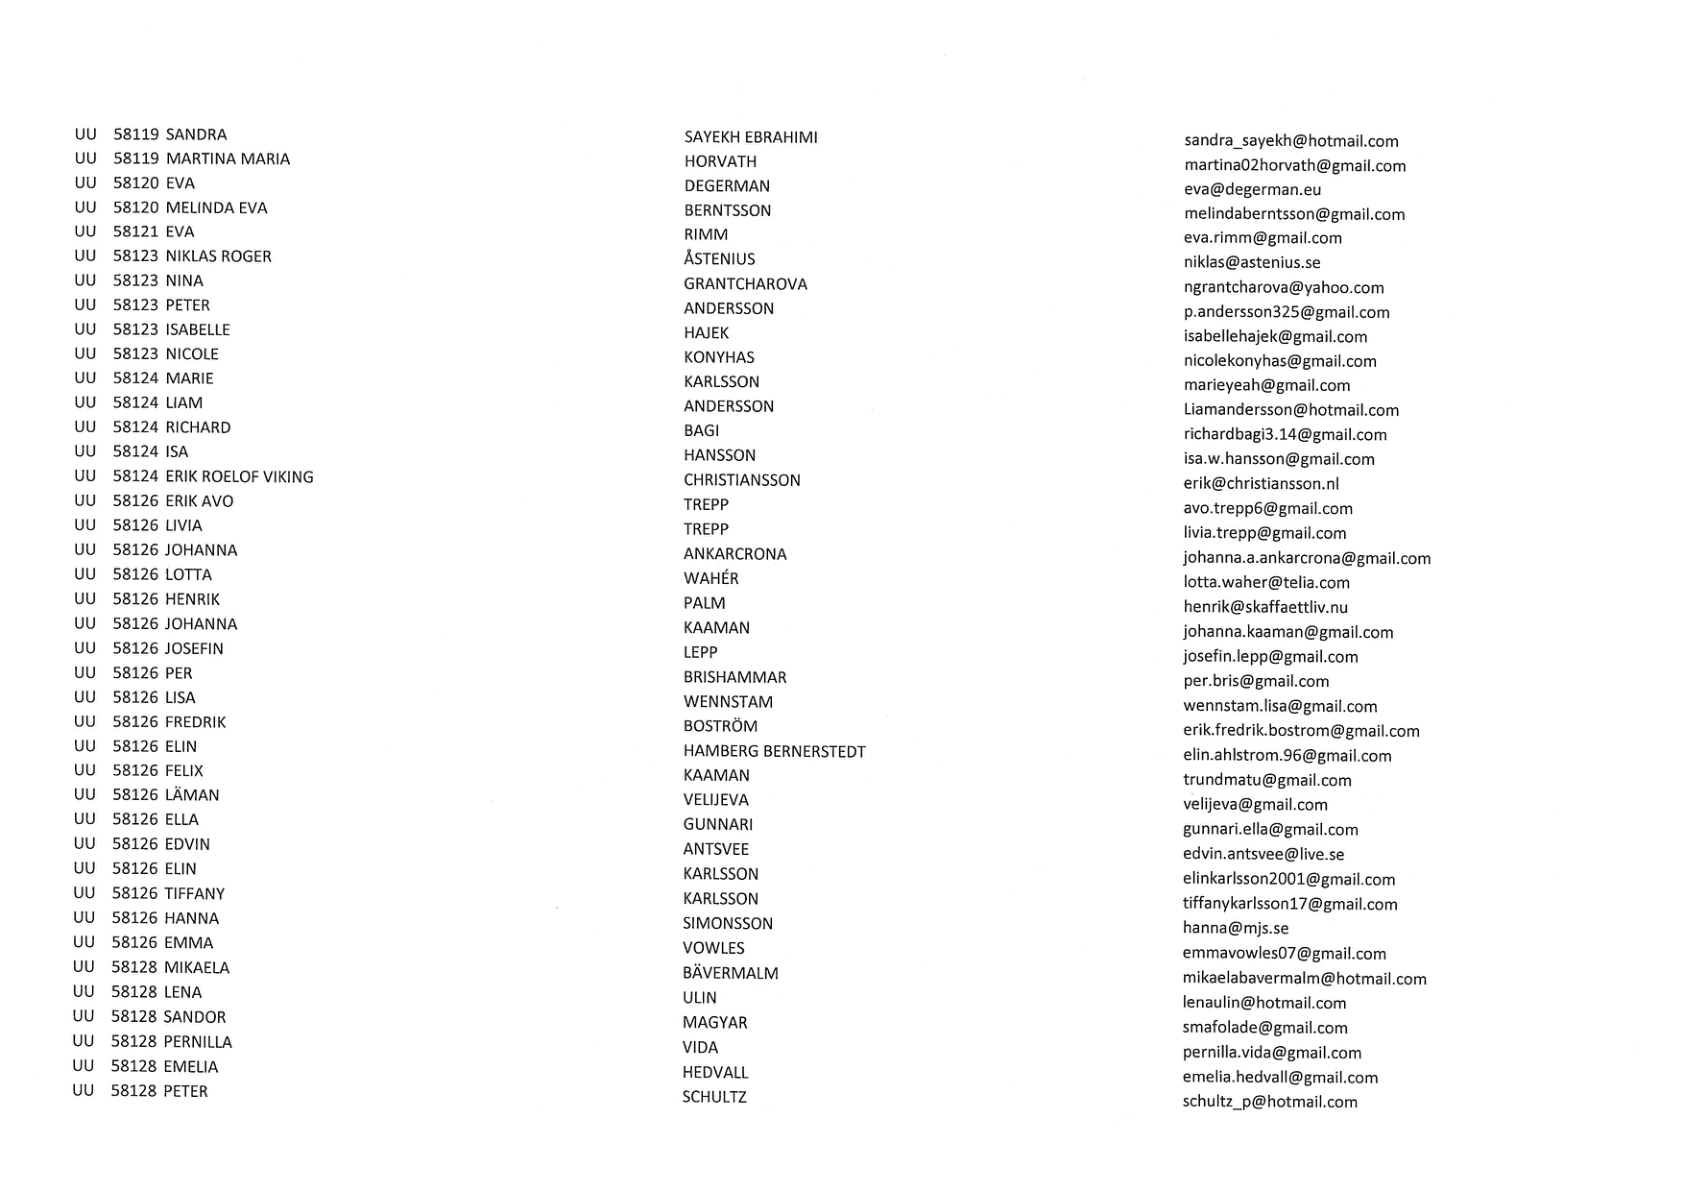 UU 58119 SANDRA SAYEKH EBRAHIMI sandra_sayekh@hotmail.com
UU 58119 MARTINA MARIA HORVATH martina02horvath@gmail.com
UU 58120 EVA DEGERMAN eva@degerman.eu
UU 58120 MELINDA EVA BERNTSSON melindaberntsson@gmail.com
UU 58121 EVA RIMM eva.rimm@gmail.com
UU 58123 NIKLAS ROGER ÅSTENIUS niklas@astenius.se
UU 58123 NINA GRANTCHAROVA ngrantcharova@yahoo.com
UU 58123 PETER ANDERSSON p.andersson325@gmail.com
UU 58123 ISABELLE HAJEK isabellehajek@gmail.com
UU 58123 NICOLE KONYHAS nicolekonyhas@gmail.com
UU 58124 MARIE KARLSSON marieyeah@gmail.com
UU 58124 LIAM ANDERSSON Liamandersson@hotmail.com
UU 58124 RICHARD BAGI richardbagi3.14@gmail.com
UU 58124 ISA HANSSON isa.w.hansson@gmail.com
UU 58124 ERIK ROELOF VIKING CHRISTIANSSON erik@christiansson.nl
UU 58126 ERIK AVO TREPP avo.trepp6@gmail.com
UU 58126 LIVIA TREPP livia.trepp@gmail.com
UU 58126 JOHANNA ANKARCRONA johanna.a.ankarcrona@gmail.com
UU 58126 LOTTA WAHÉR lotta.waher@telia.com
UU 58126 HENRIK PALM henrik@skaffaettliv.nu
UU 58126 JOHANNA KAAMAN johanna.kaaman@gmail.com
UU 58126 JOSEFIN LEPP josefin.lepp@gmail.com
UU 58126 PER BRISHAMMAR per.bris@gmail.com
UU 58126 LISA WENNSTAM wennstam.lisa@gmail.com
UU 58126 FREDRIK BOSTRÖM erik.fredrik.bostrom@gmail.com
UU 58126 ELIN HAMBERG BERNERSTEDT elin.ahlstrom.96@gmail.com
UU 58126 FELIX KAAMAN trundmatu@gmail.com
UU 58126 LÄMAN VELIJEVA velijeva@gmail.com
UU 58126 ELLA GUNNARI gunnari.ella@gmail.com
UU 58126 EDVIN ANTSVEE edvin.antsvee@live.se
UU 58126 ELIN KARLSSON elinkarlsson2001@gmail.com
UU 58126 TIFFANY KARLSSON tiffanykarlsson17@gmail.com
UU 58126 HANNA SIMONSSON hanna@mjs.se
UU 58126 EMMA VOWLES emmavowles07@gmail.com
UU 58128 MIKAELA BÄVERMALM mikaelabavermalm@hotmail.com
UU 58128 LENA ULIN lenaulin@hotmail.com
UU 58128 SANDOR MAGYAR smafolade@gmail.com
UU 58128 PERNILLA VIDA pernilla.vida@gmail.com
UU 58128 EMELIA HEDVALL emelia.hedvall@gmail.com
UU 58128 PETER SCHULTZ schultz_p@hotmail.com